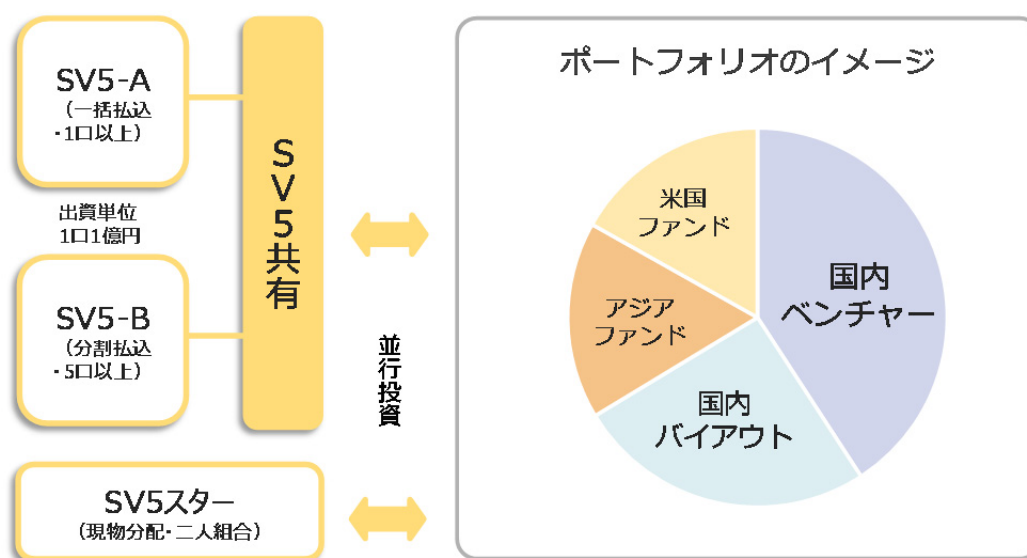 SV5-A
（一括払込
・1口以上）
出資単位
1口1億円
SV5-B
（分割払込
・5口以上）
SV5共有
並行投資
SV5スター
（現物分配・二人組合）
ポートフォリオのイメージ
米国
ファンド
アジア
ファンド
国内
ベンチャー
国内
バイアウト